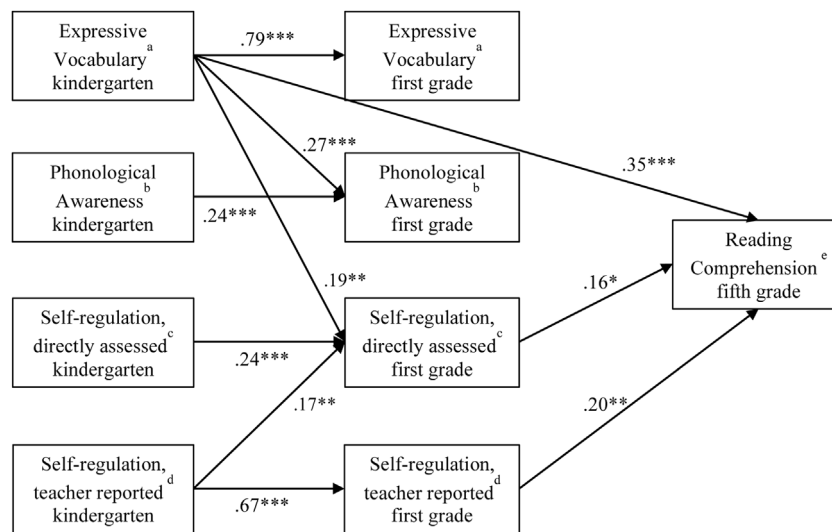 Expressive
Vocabulary a
kindergarten
.79***
Expressive
Vocabulary a
first grade
.27***
.35***
Phonological
Awareness b
kindergarten
.24***
Phonological
Awareness b
first grade
Reading
Comprehension e
fifth grade
.19**
.16*
Self-regulation,
directly assessed c
kindergarten
.24***
Self-regulation,
directly assessed c
first grade
.17**
.20**
Self-regulation,
teacher reported d
kindergarten
.67***
Self-regulation,
teacher reported d
first grade